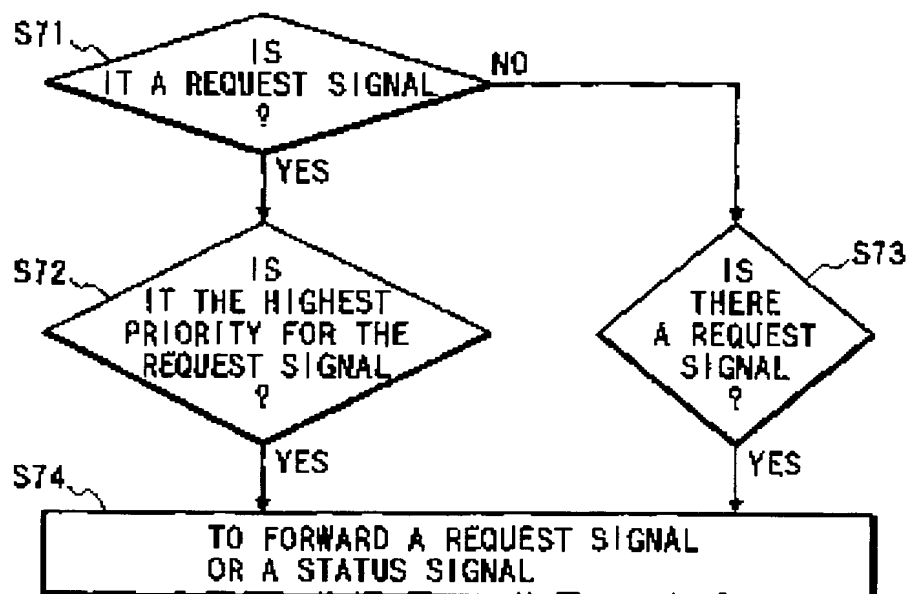 S71
IS
IT A REQUEST SIGNAL
?
NO
YES
S72
IS
IT THE HIGHEST
PRIORITY FOR THE
REQUEST SIGNAL
?
YES
S73
IS
THERE
A REQUEST
SIGNAL
?
YES
S74
TO FORWARD A REQUEST SIGNAL
OR A STATUS SIGNAL